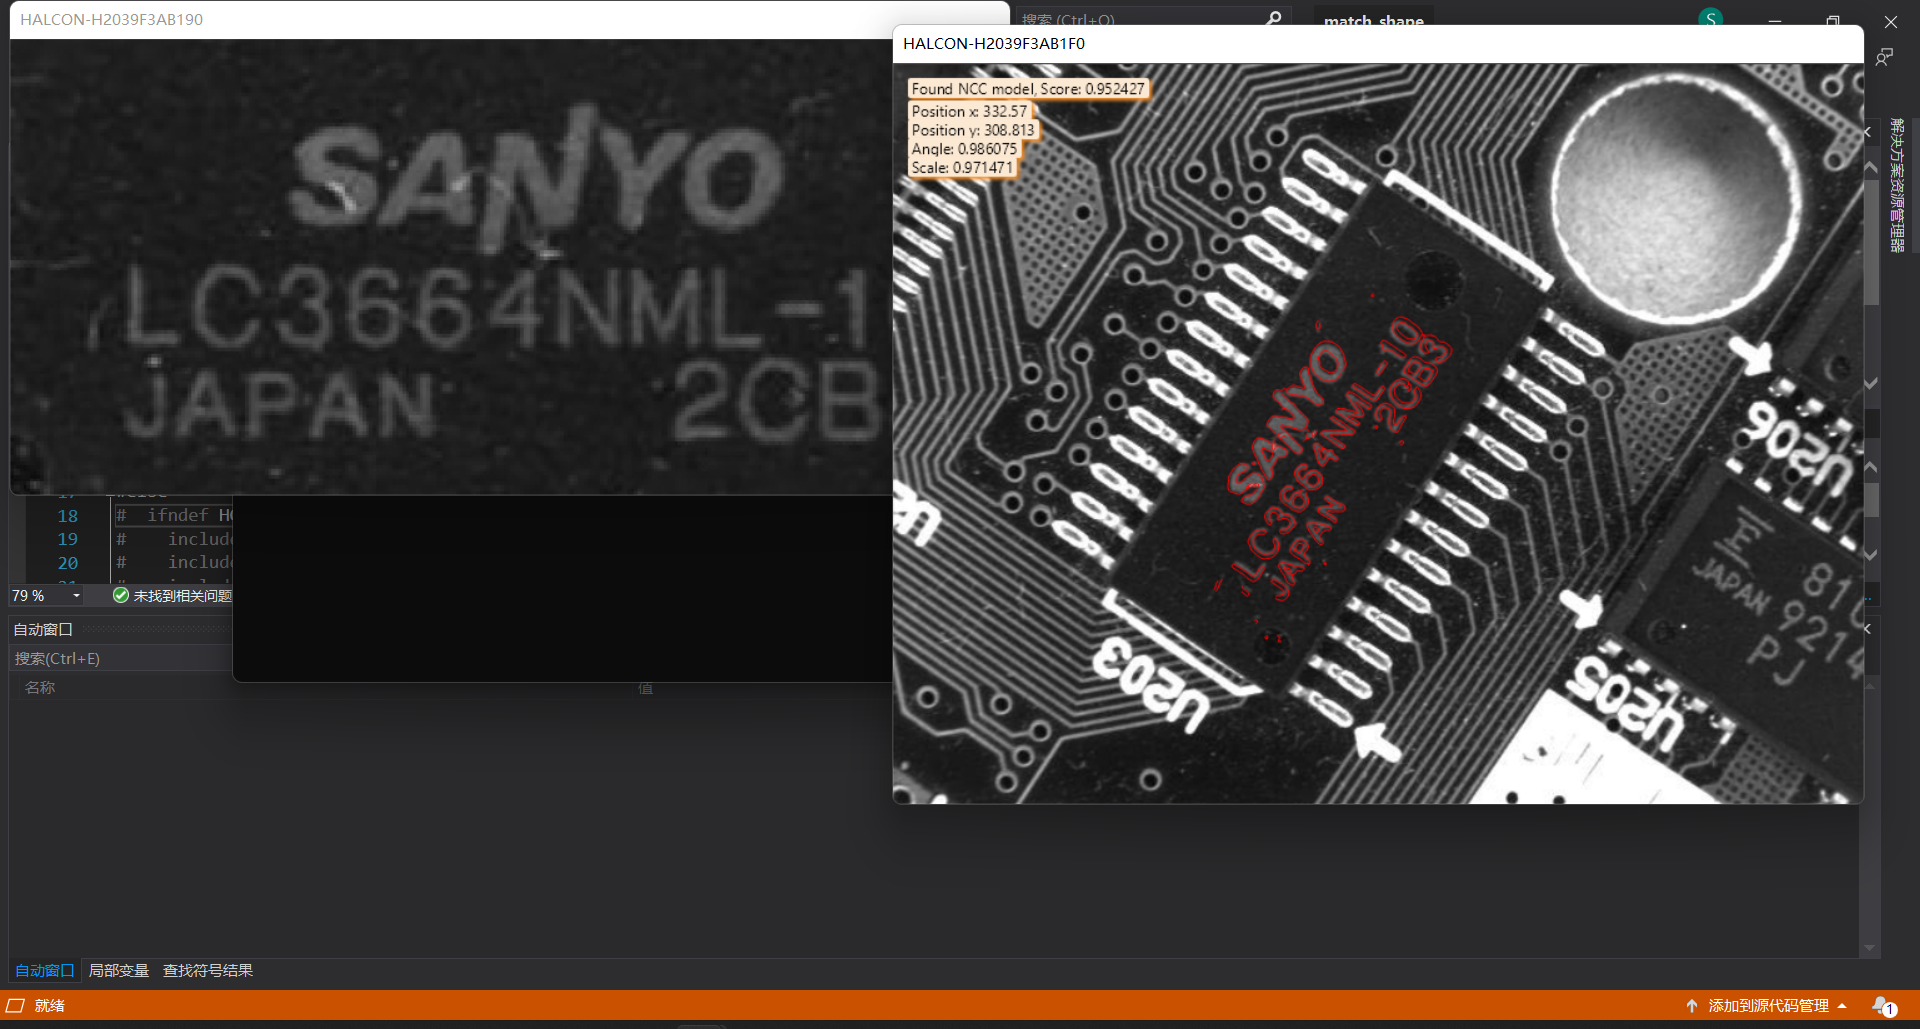 HALCON-H2039F3AB190
搜索 (Ctrl+Q)
match_shape
S
SANYO
LC3664NML-1
JAPAN 2CB
HALCON-H2039F3AB1F0
Found NCC model, Score: 0.952427
Position x: 332.57
Position y: 308.813
Angle: 0.986075
Scale: 0.971471
SANYO
LC3664NML-10
JAPAN 2CB3
U203
U206
U205
JAPAN
9214
PJ
解决方案资源管理器
18 # ifndef H
19 # include
20 # include
79 %
未找到相关问题
自动窗口
搜索(Ctrl+E)
名称 值
自动窗口 局部变量 查找符号结果
就绪
添加到源代码管理
1